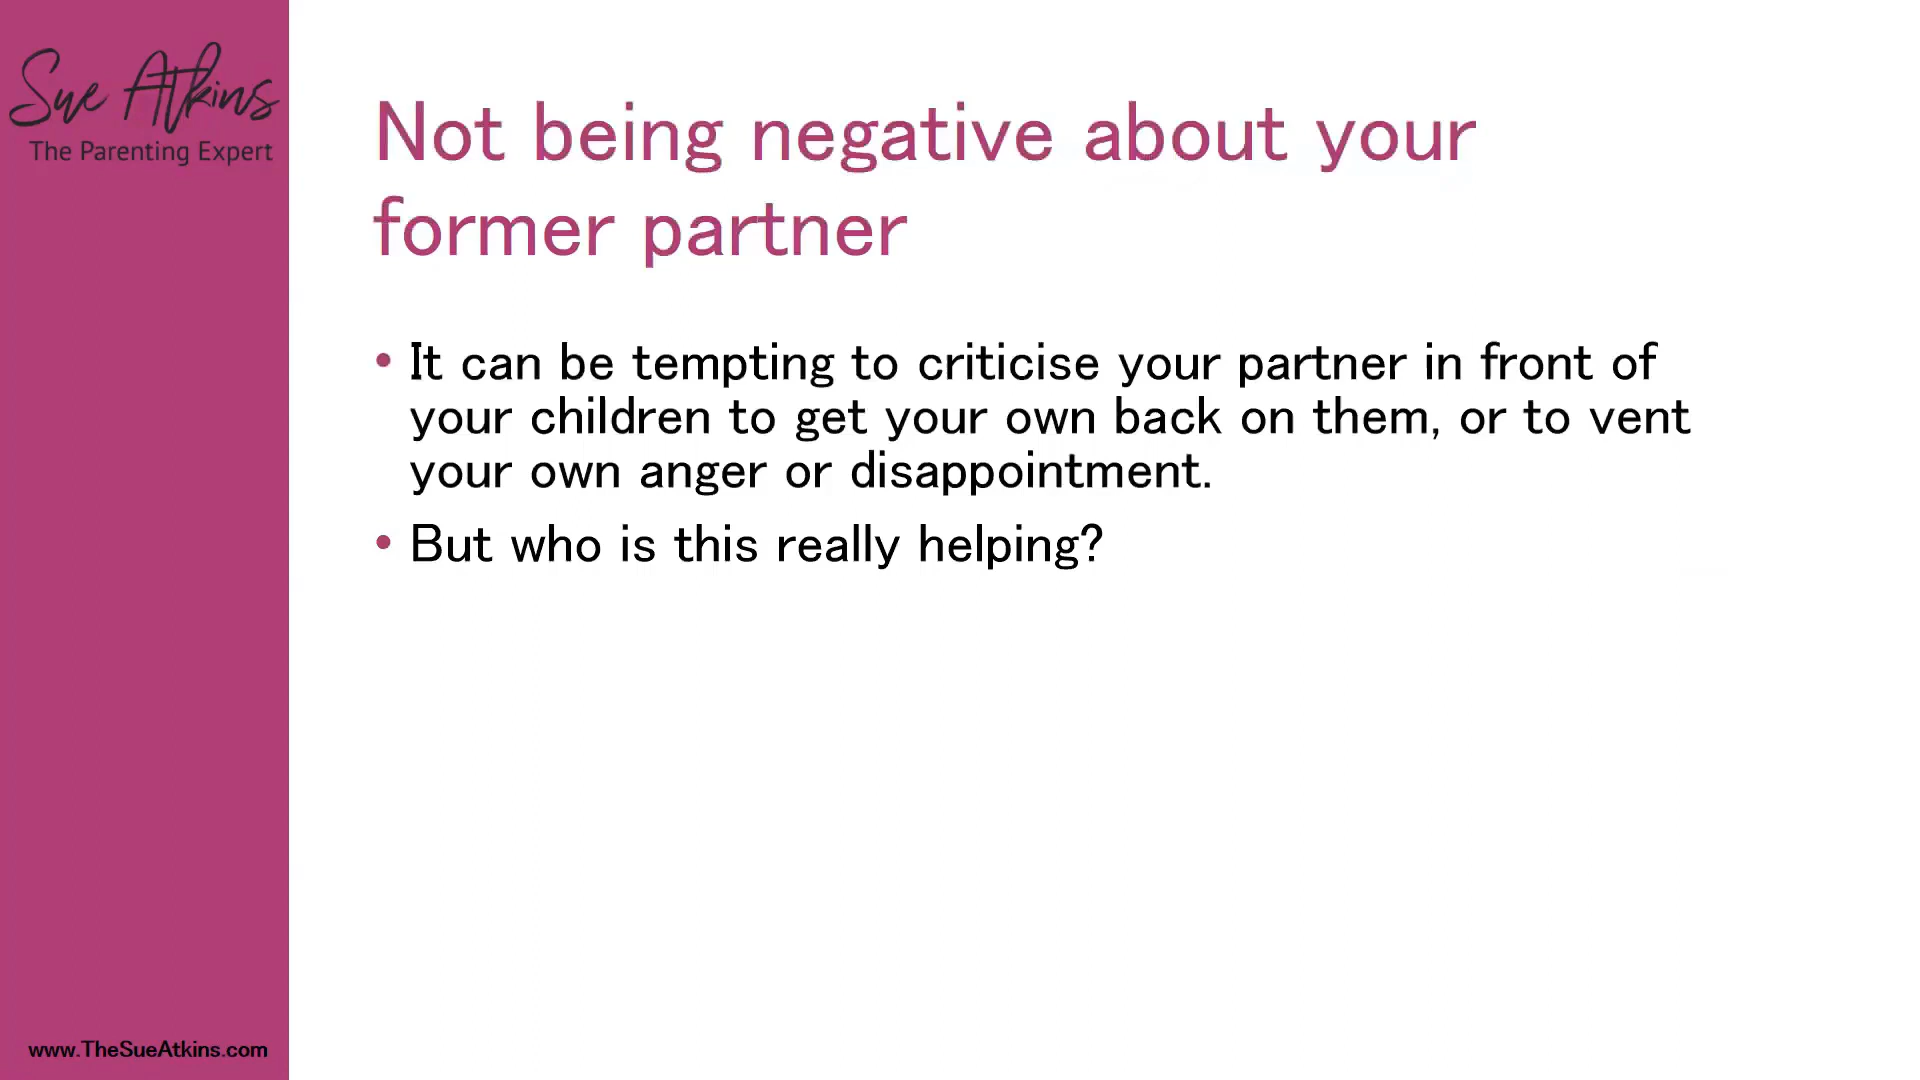 Sue Atkins
The Parenting Expert
Not being negative about your
former partner
• It can be tempting to criticise your partner in front of
your children to get your own back on them, or to vent
your own anger or disappointment.
• But who is this really helping?
www.TheSueAtkins.com